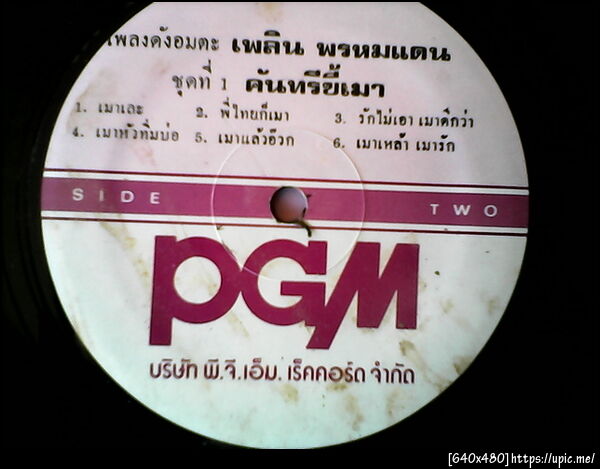 เพลงดังอมตะ เพลิน พรหมแดน
ชุดที่ 1 คันทรีขี้เมา
1. เมาเละ 2. พี่ไทยก็เมา 3. รักไม่เอา เมาดีกว่า
4. เมาหัวทิ่มบ่อ 5. เมาแล้วอ๊วก 6. เมาเหล้า เมารัก
SIDE TWO
PGM
บริษัท พี.จี.เอ็ม. เร็คคอร์ด จำกัด
[640x480]https://upic.me/